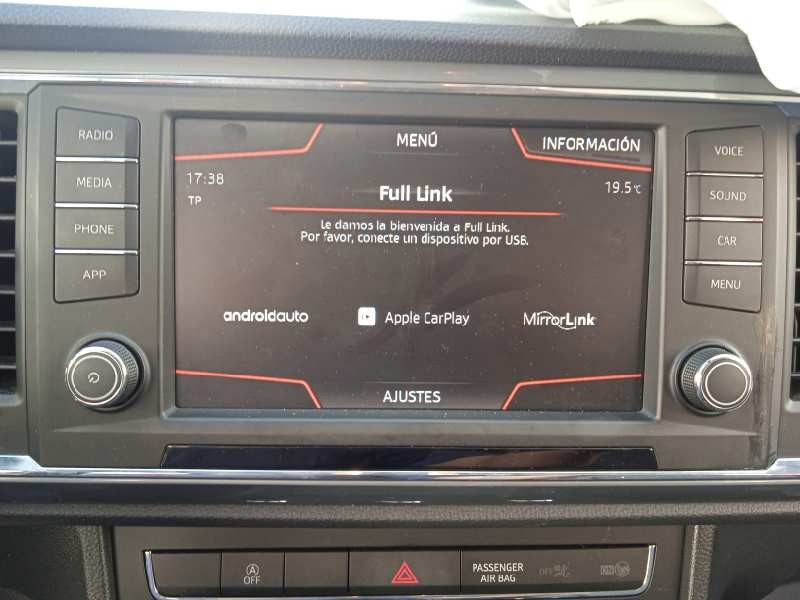 RADIO
MEDIA
PHONE
APP
MENÚ
INFORMACIÓN
17:38
TP
19.5°C
Full Link
Le damos la bienvenida a Full Link.
Por favor, conecte un dispositivo por USB.
androidauto
Apple CarPlay
MirrorLink
AJUSTES
VOICE
SOUND
CAR
MENU
A
OFF
PASSENGER
AIR BAG
OFF